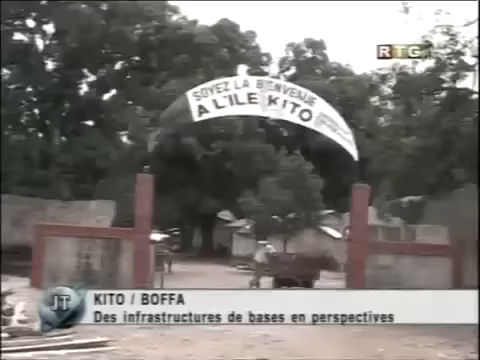 RTG
SOYEZ LA BIENVENUE
A L'ILE KITO
JT
KITO / BOFFA
Des infrastructures de bases en perspectives